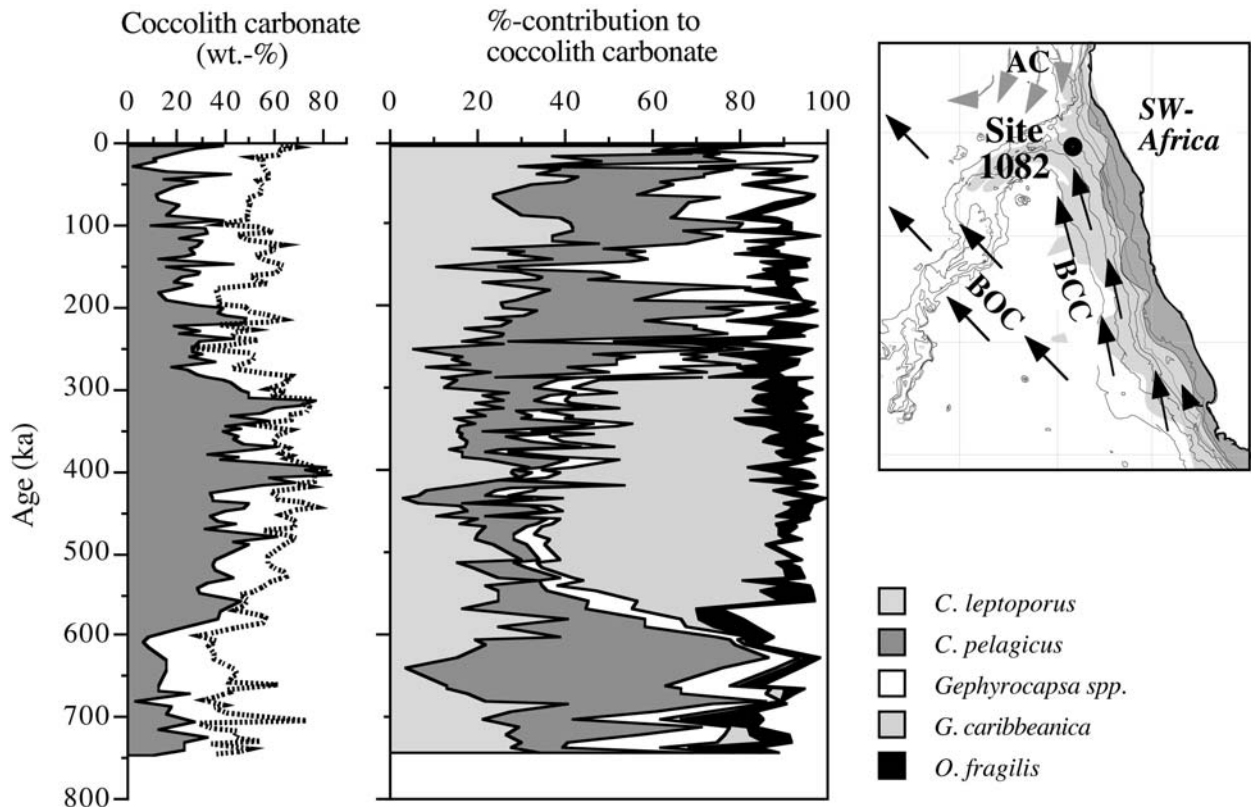 Coccolith carbonate
(wt.-%)
0 20 40 60 80
%-contribution to
coccolith carbonate
0 20 40 60 80 100
Age (ka)
0
100
200
300
400
500
600
700
800
AC
SW-
Africa
Site
1082
BOC
BCC
C. leptoporus
C. pelagicus
Gephyrocapsa spp.
G. caribbeanica
O. fragilis